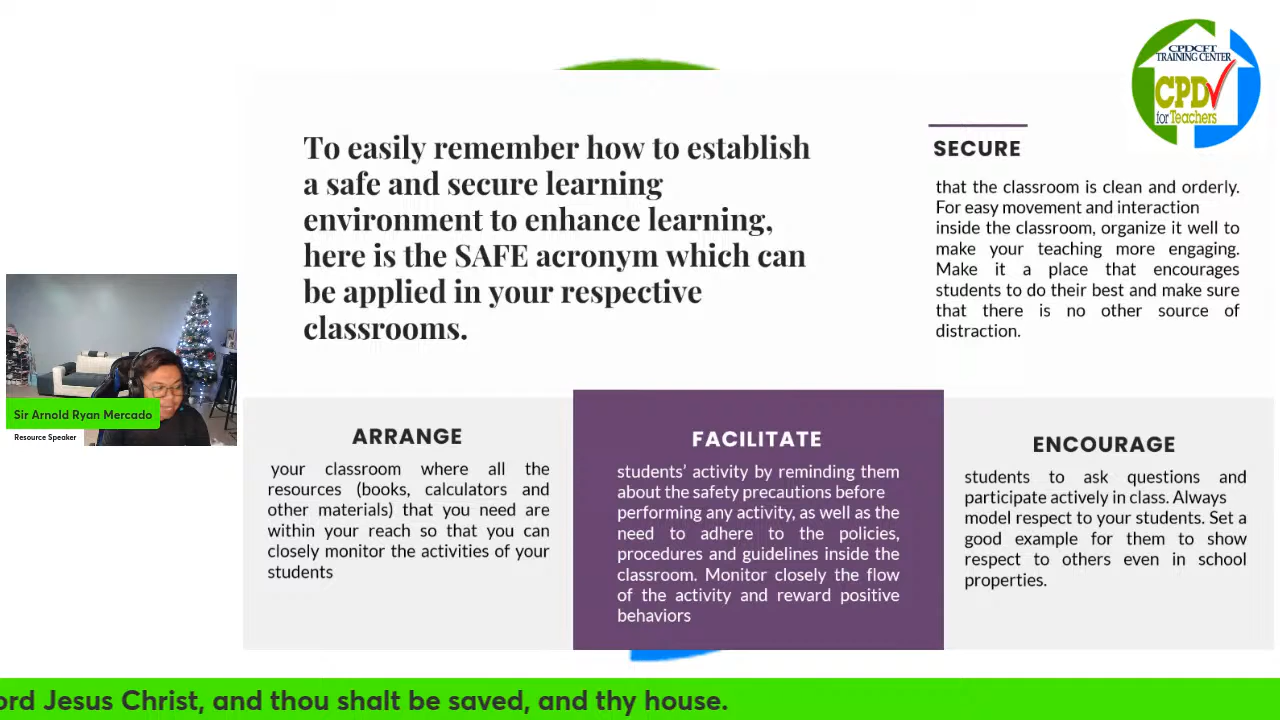 CPDCFT
TRAINING CENTER
CPD
for Teachers
To easily remember how to establish
a safe and secure learning
environment to enhance learning,
here is the SAFE acronym which can
be applied in your respective
classrooms.
SECURE
that the classroom is clean and orderly.
For easy movement and interaction
inside the classroom, organize it well to
make your teaching more engaging.
Make it a place that encourages
students to do their best and make sure
that there is no other source of
distraction.
Sir Arnold Ryan Mercado
Resource Speaker
ARRANGE
your classroom where all the
resources (books, calculators and
other materials) that you need are
within your reach so that you can
closely monitor the activities of your
students
FACILITATE
students' activity by reminding them
about the safety precautions before
performing any activity, as well as the
need to adhere to the policies,
procedures and guidelines inside the
classroom. Monitor closely the flow
of the activity and reward positive
behaviors
ENCOURAGE
students to ask questions and
participate actively in class. Always
model respect to your students. Set a
good example for them to show
respect to others even in school
properties.
ord Jesus Christ, and thou shalt be saved, and thy house.